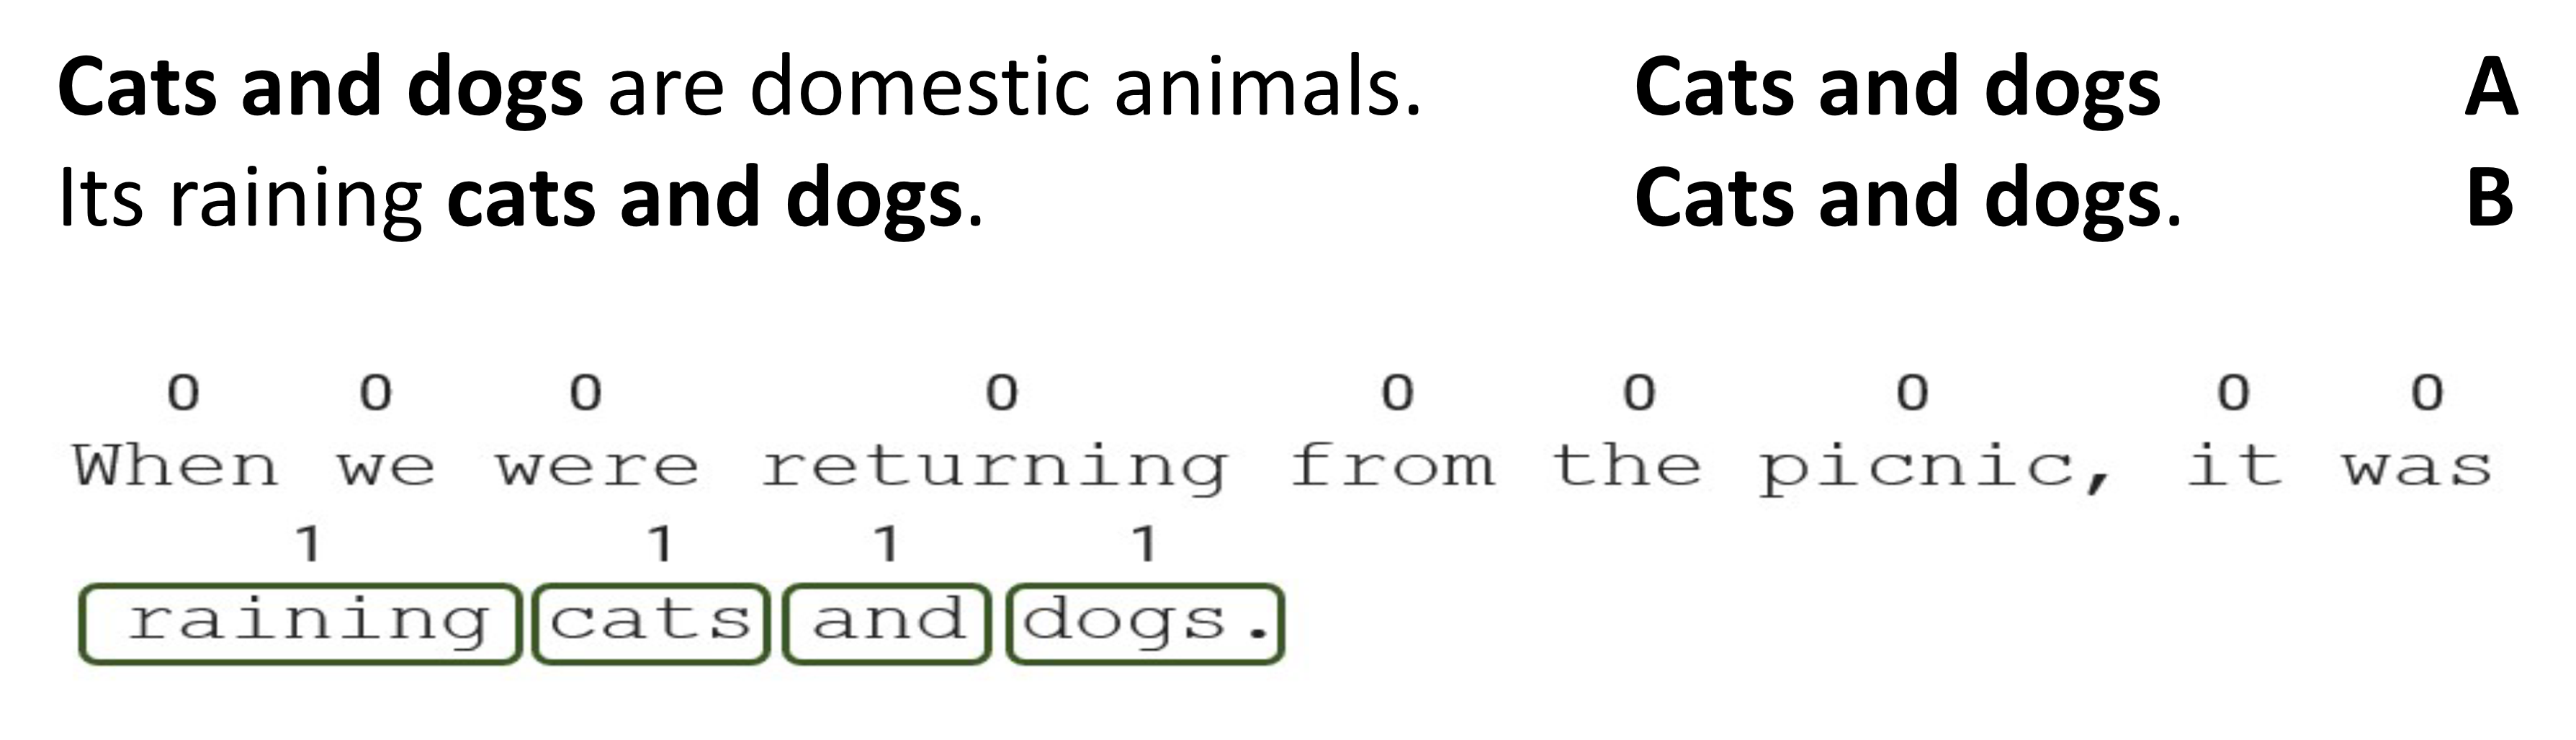 Cats and dogs are domestic animals. Cats and dogs A
Its raining cats and dogs. Cats and dogs. B
0 0 0 0 0 0 0 0 0
When we were returning from the picnic, it was
1 1 1 1
raining cats and dogs.